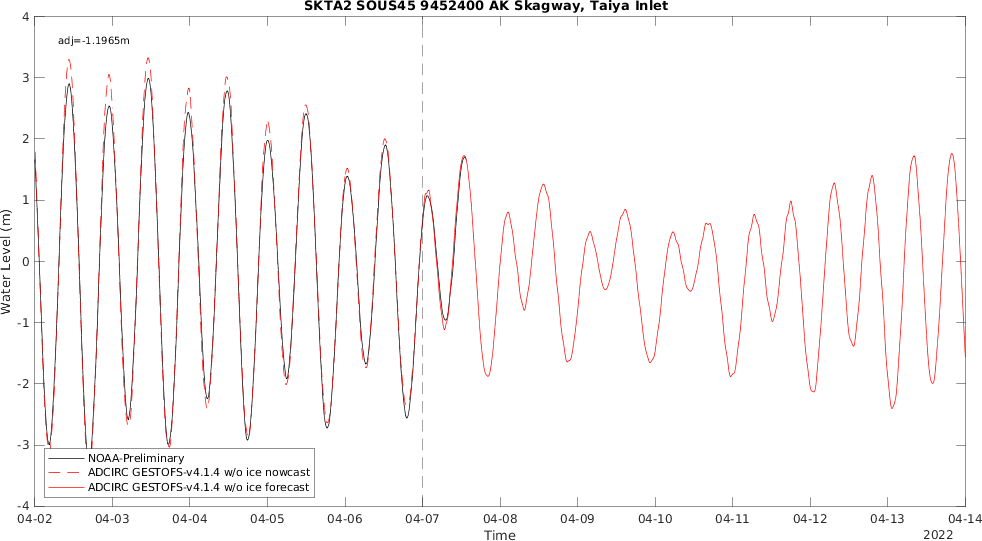 SKTA2 SOUS45 9452400 AK Skagway, Taiya Inlet
adj=-1.1965m
4
3
2
1
0
-1
-2
-3
-4
Water Level (m)
NOAA-Preliminary
ADCIRC GESTOFS-v4.1.4 w/o ice nowcast
ADCIRC GESTOFS-v4.1.4 w/o ice forecast
04-02 04-03 04-04 04-05 04-06 04-07 04-08 04-09 04-10 04-11 04-12 04-13 04-14
Time
2022